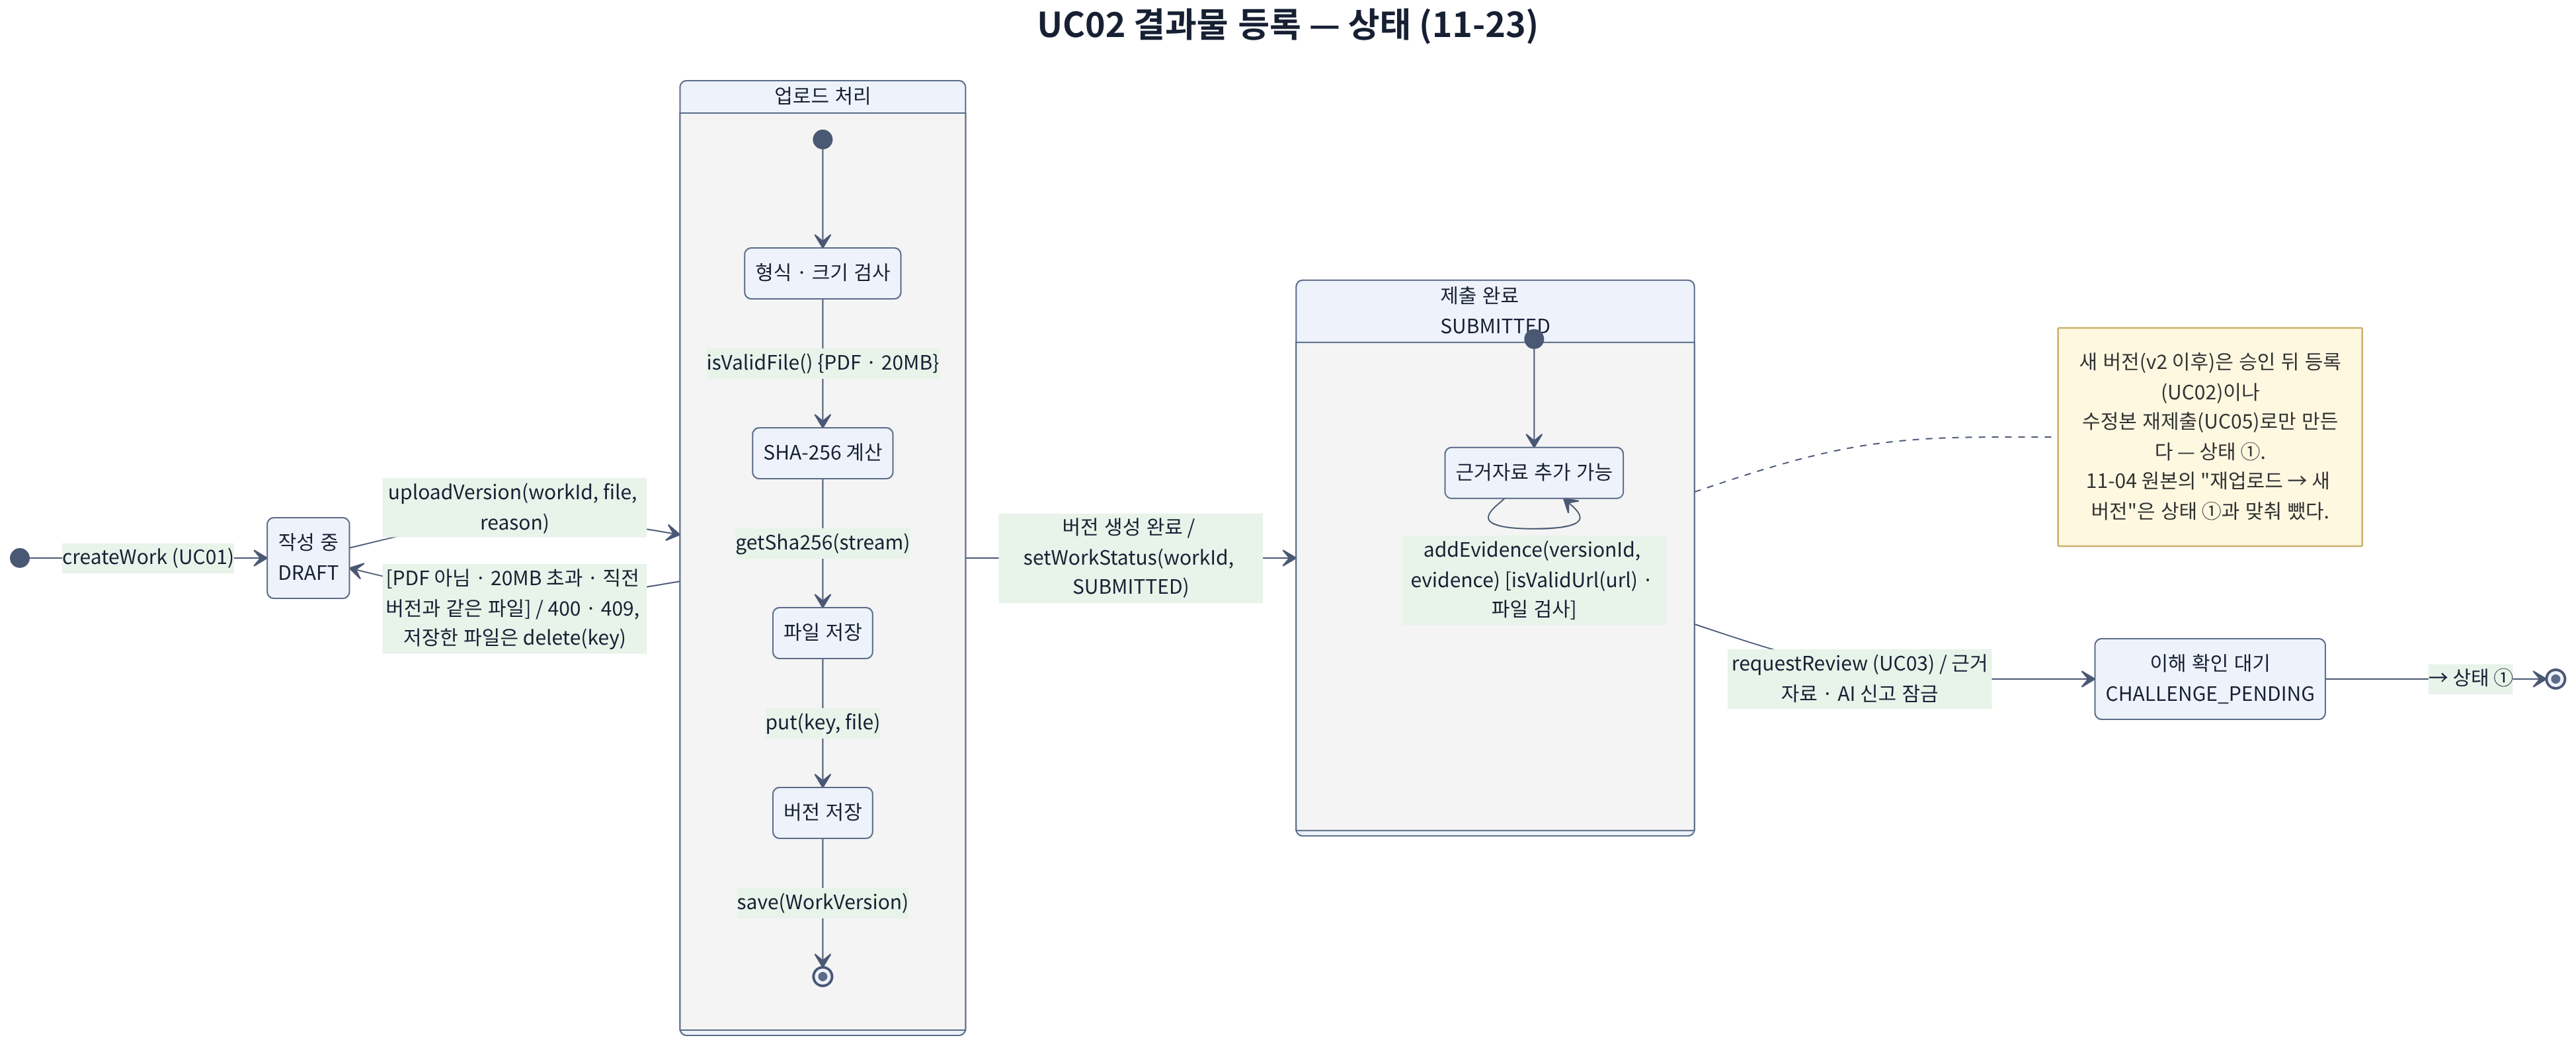 UC02 결과물 등록 — 상태 (11-23)
createWork (UC01)
작성 중
DRAFT
uploadVersion(workId, file,
reason)
[PDF 아님 · 20MB 초과 · 직전
버전과 같은 파일] / 400 · 409,
저장한 파일은 delete(key)
업로드 처리
형식 · 크기 검사
isValidFile() {PDF · 20MB}
SHA-256 계산
getSha256(stream)
파일 저장
put(key, file)
버전 저장
save(WorkVersion)
버전 생성 완료 /
setWorkStatus(workId,
SUBMITTED)
제출 완료
SUBMITTED
근거자료 추가 가능
addEvidence(versionId,
evidence) [isValidUrl(url) ·
파일 검사]
새 버전(v2 이후)은 승인 뒤 등록
(UC02)이나
수정본 재제출(UC05)로만 만든
다 — 상태 ①.
11-04 원본의 "재업로드 → 새
버전"은 상태 ①과 맞춰 뺐다.
requestReview (UC03) / 근거
자료 · AI 신고 잠금
이해 확인 대기
CHALLENGE_PENDING
→ 상태 ①